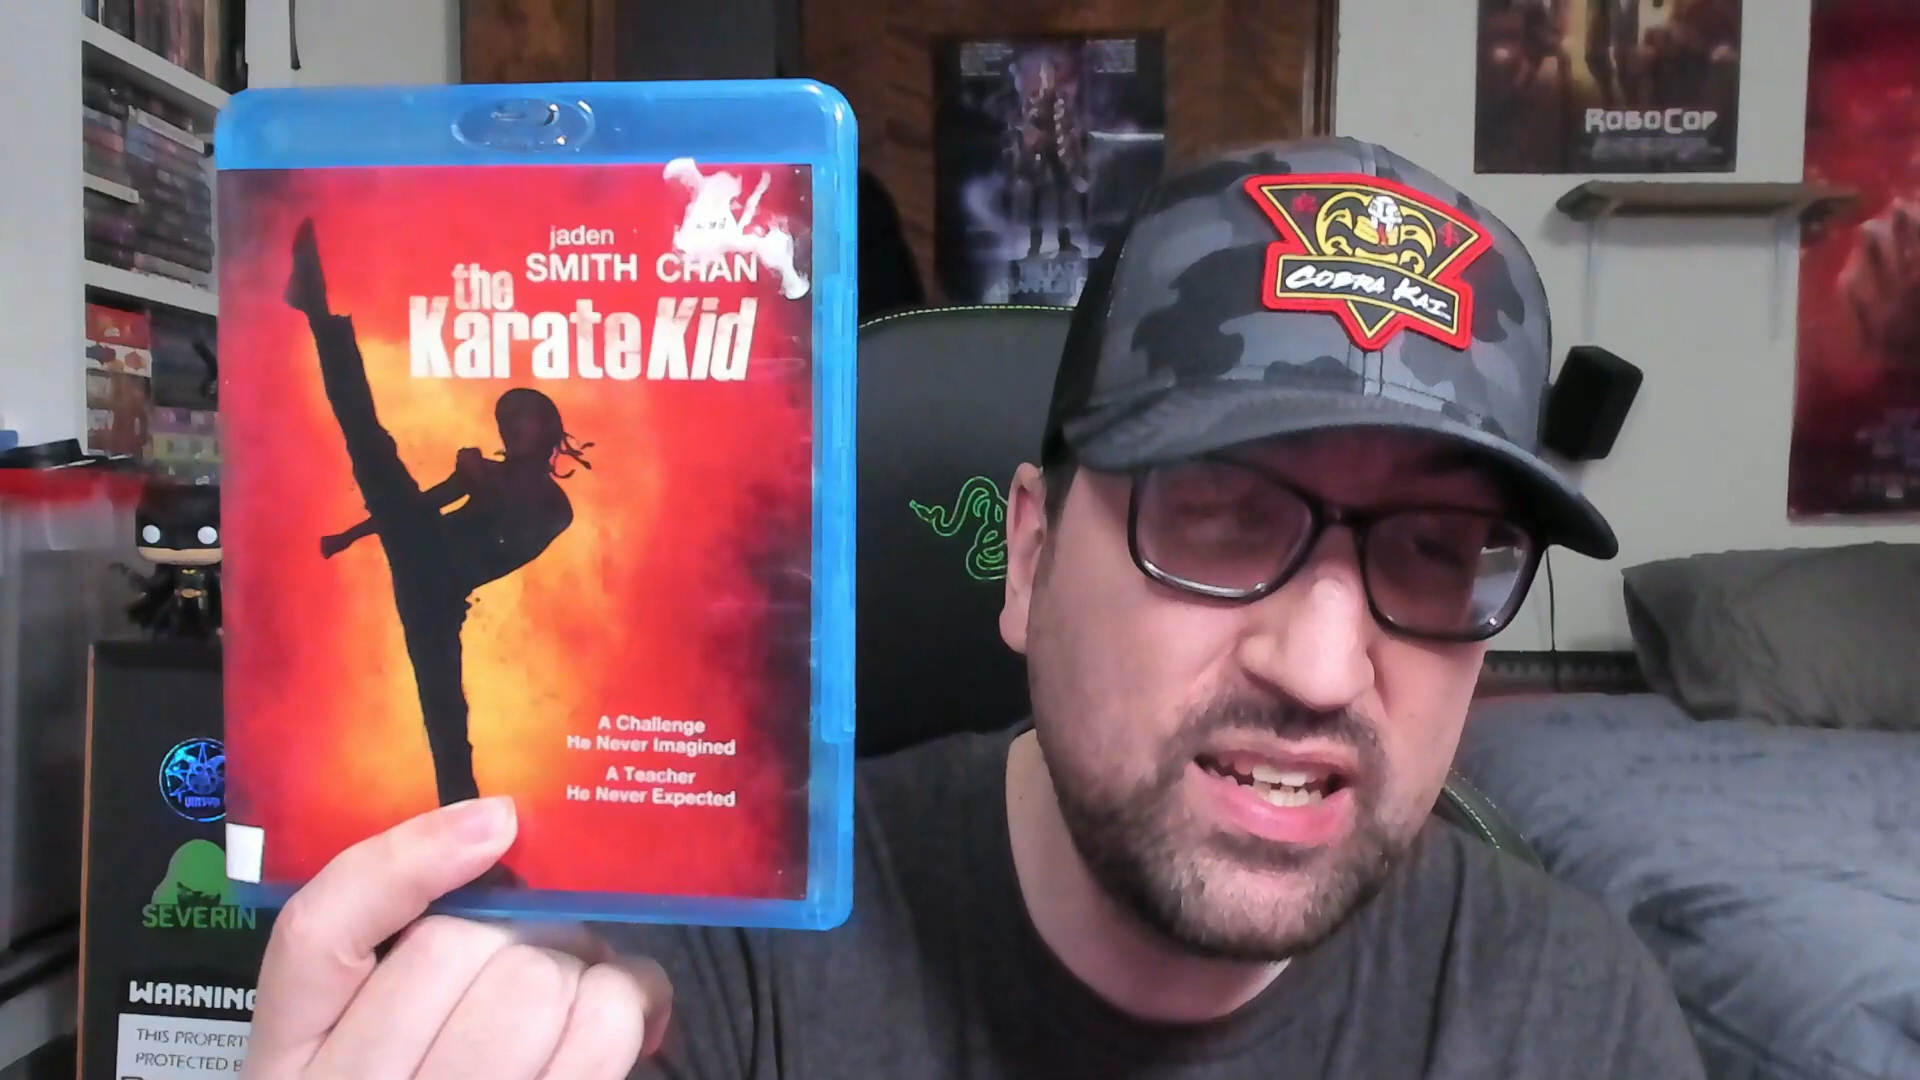 jaden
SMITH CHAN
the
Karate Kid
A Challenge
He Never Imagined
A Teacher
He Never Expected
COBRA KAI
ROBOCOP
SEVERIN
WARNING
THIS PROPERTY
PROTECTED B